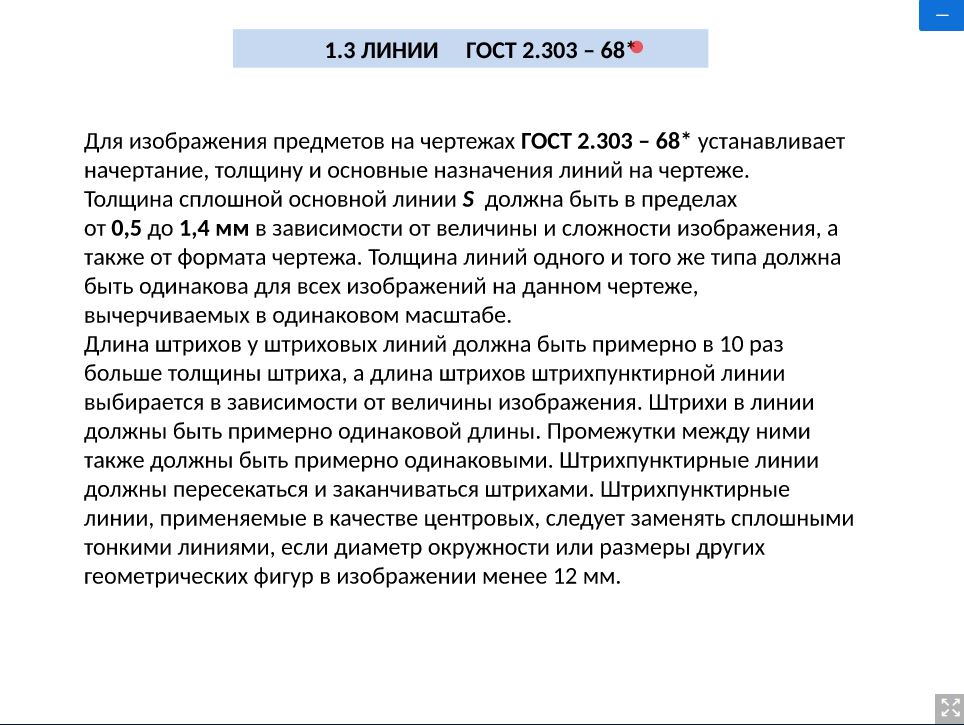 1.3 ЛИНИИ ГОСТ 2.303 – 68*
Для изображения предметов на чертежах ГОСТ 2.303 – 68* устанавливает
начертание, толщину и основные назначения линий на чертеже.
Толщина сплошной основной линии S должна быть в пределах
от 0,5 до 1,4 мм в зависимости от величины и сложности изображения, а
также от формата чертежа. Толщина линий одного и того же типа должна
быть одинакова для всех изображений на данном чертеже,
вычерчиваемых в одинаковом масштабе.
Длина штрихов у штриховых линий должна быть примерно в 10 раз
больше толщины штриха, а длина штрихов штрихпунктирной линии
выбирается в зависимости от величины изображения. Штрихи в линии
должны быть примерно одинаковой длины. Промежутки между ними
также должны быть примерно одинаковыми. Штрихпунктирные линии
должны пересекаться и заканчиваться штрихами. Штрихпунктирные
линии, применяемые в качестве центровых, следует заменять сплошными
тонкими линиями, если диаметр окружности или размеры других
геометрических фигур в изображении менее 12 мм.